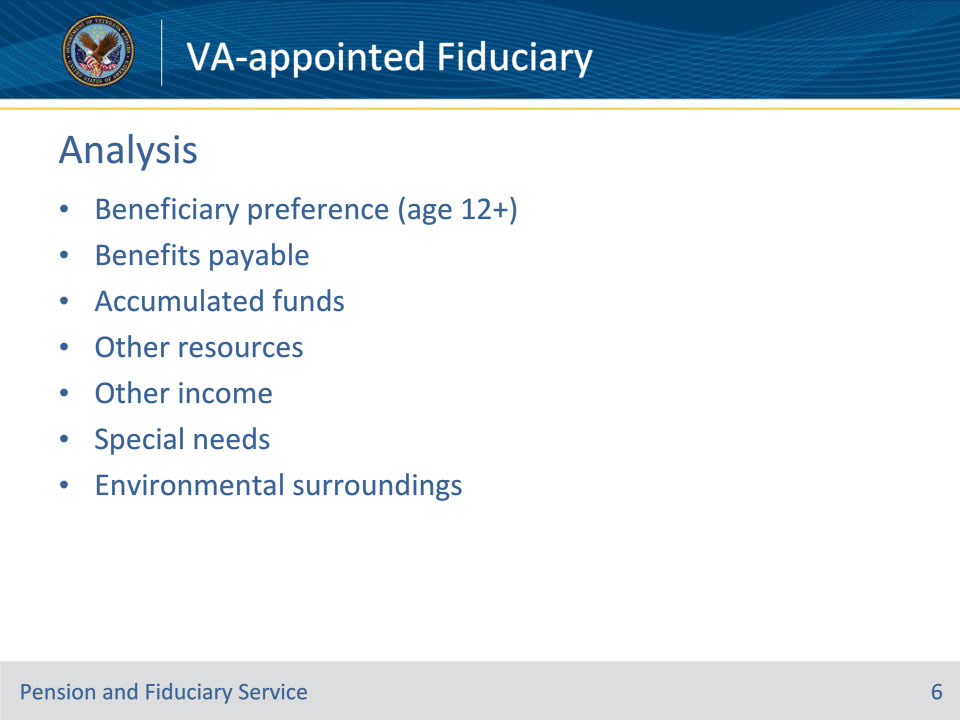 VA-appointed Fiduciary
Analysis
• Beneficiary preference (age 12+)
• Benefits payable
• Accumulated funds
• Other resources
• Other income
• Special needs
• Environmental surroundings
Pension and Fiduciary Service
6